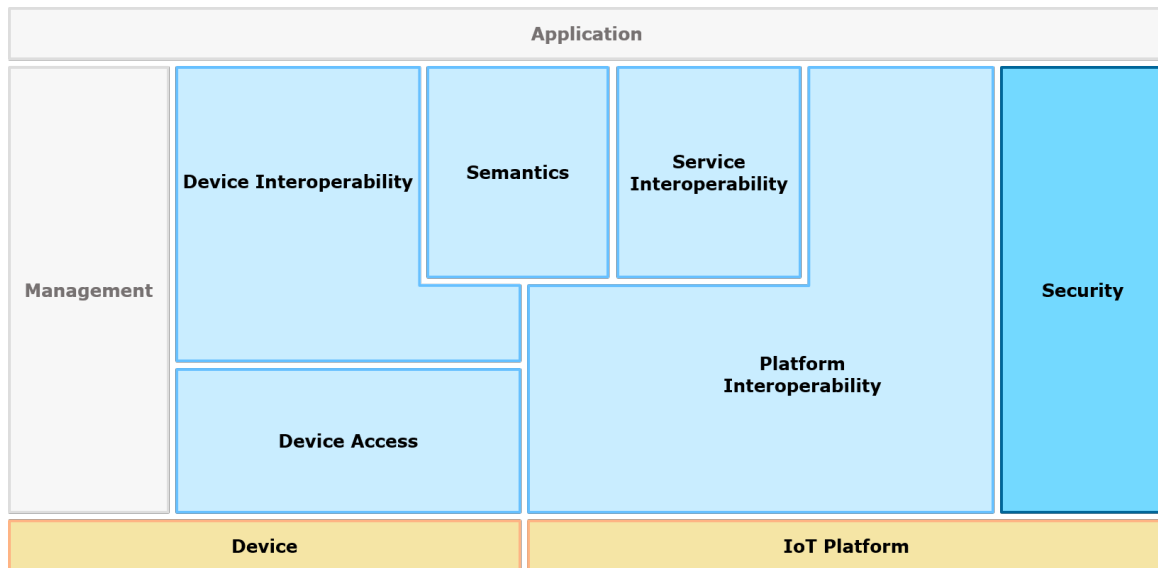 Application
Management
Device Interoperability
Semantics
Service
Interoperability
Security
Platform
Interoperability
Device Access
Device
IoT Platform